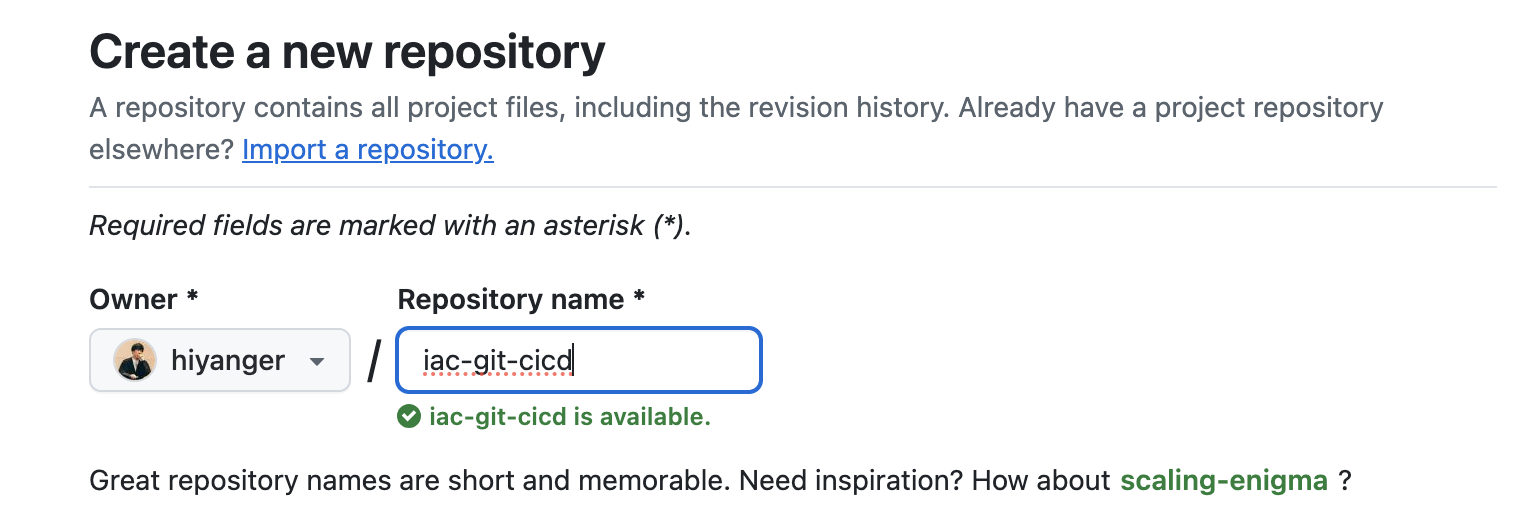 Create a new repository
A repository contains all project files, including the revision history. Already have a project repository
elsewhere? Import a repository.
Required fields are marked with an asterisk (*).
Owner *
Repository name *
hiyanger
/
iac-git-cicd
iac-git-cicd is available.
Great repository names are short and memorable. Need inspiration? How about scaling-enigma ?